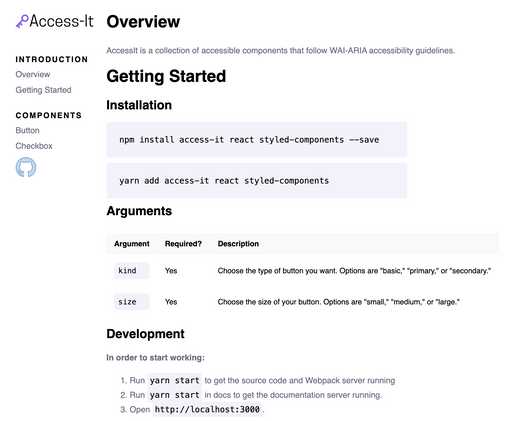 Access-It
INTRODUCTION
Overview
Getting Started
COMPONENTS
Button
Checkbox
Overview
AccessIt is a collection of accessible components that follow WAI-ARIA accessibility guidelines.
Getting Started
Installation
npm install access-it react styled-components --save
yarn add access-it react styled-components
Arguments
Argument Required? Description
kind Yes Choose the type of button you want. Options are "basic," "primary," or "secondary."
size Yes Choose the size of your button. Options are "small," "medium," or "large."
Development
In order to start working:
1. Run yarn start to get the source code and Webpack server running
2. Run yarn start in docs to get the documentation server running.
3. Open http://localhost:3000.